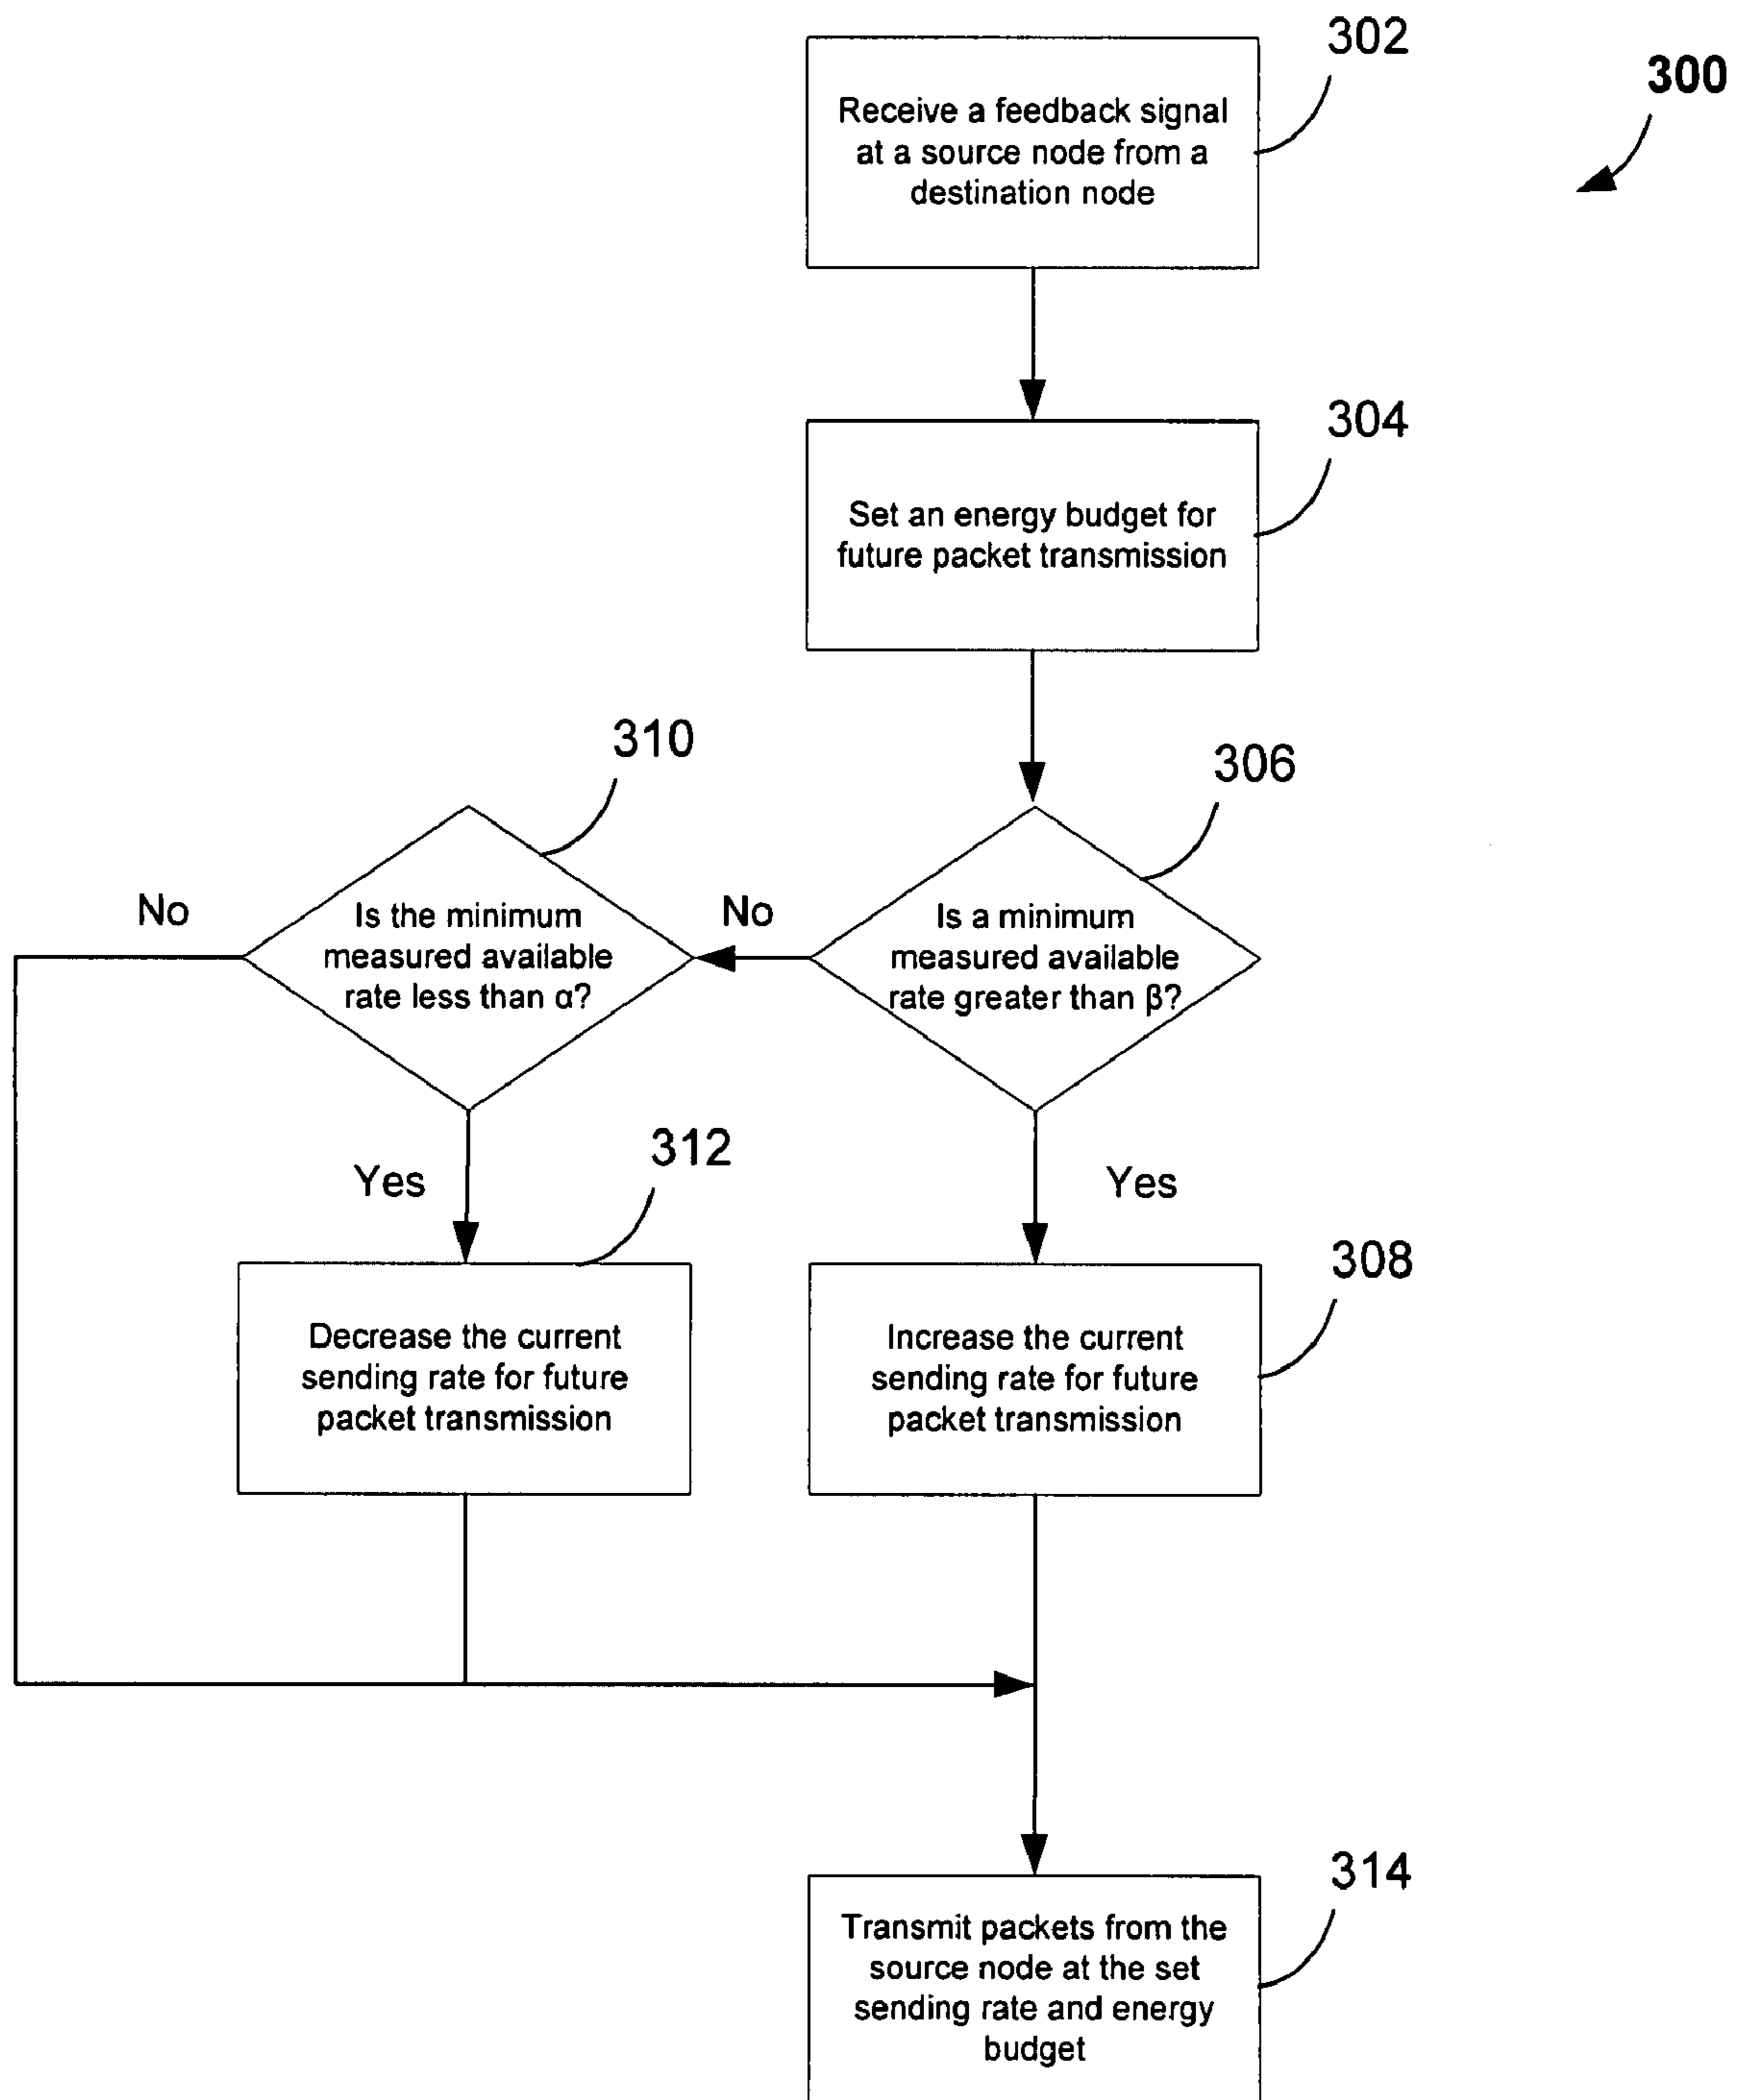 302
300
Receive a feedback signal
at a source node from a
destination node
304
Set an energy budget for
future packet transmission
310
306
No
Is the minimum
measured available
rate less than α?
No
Is a minimum
measured available
rate greater than β?
Yes
312
Yes
308
Decrease the current
sending rate for future
packet transmission
Increase the current
sending rate for future
packet transmission
314
Transmit packets from the
source node at the set
sending rate and energy
budget